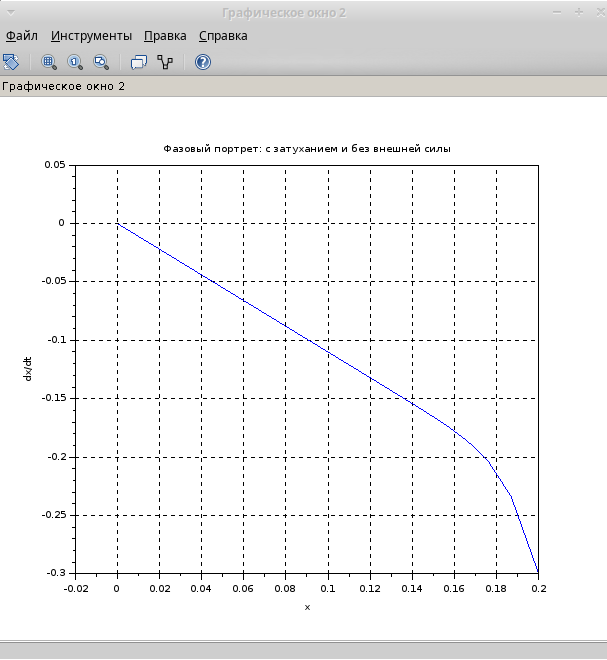 Графическое окно 2
Файл Инструменты Правка Справка
Графическое окно 2
Фазовый портрет: с затуханием и без внешней силы
0.05
0
-0.05
-0.1
-0.15
-0.2
-0.25
-0.3
dx/dt
-0.02 0 0.02 0.04 0.06 0.08 0.1 0.12 0.14 0.16 0.18 0.2
x